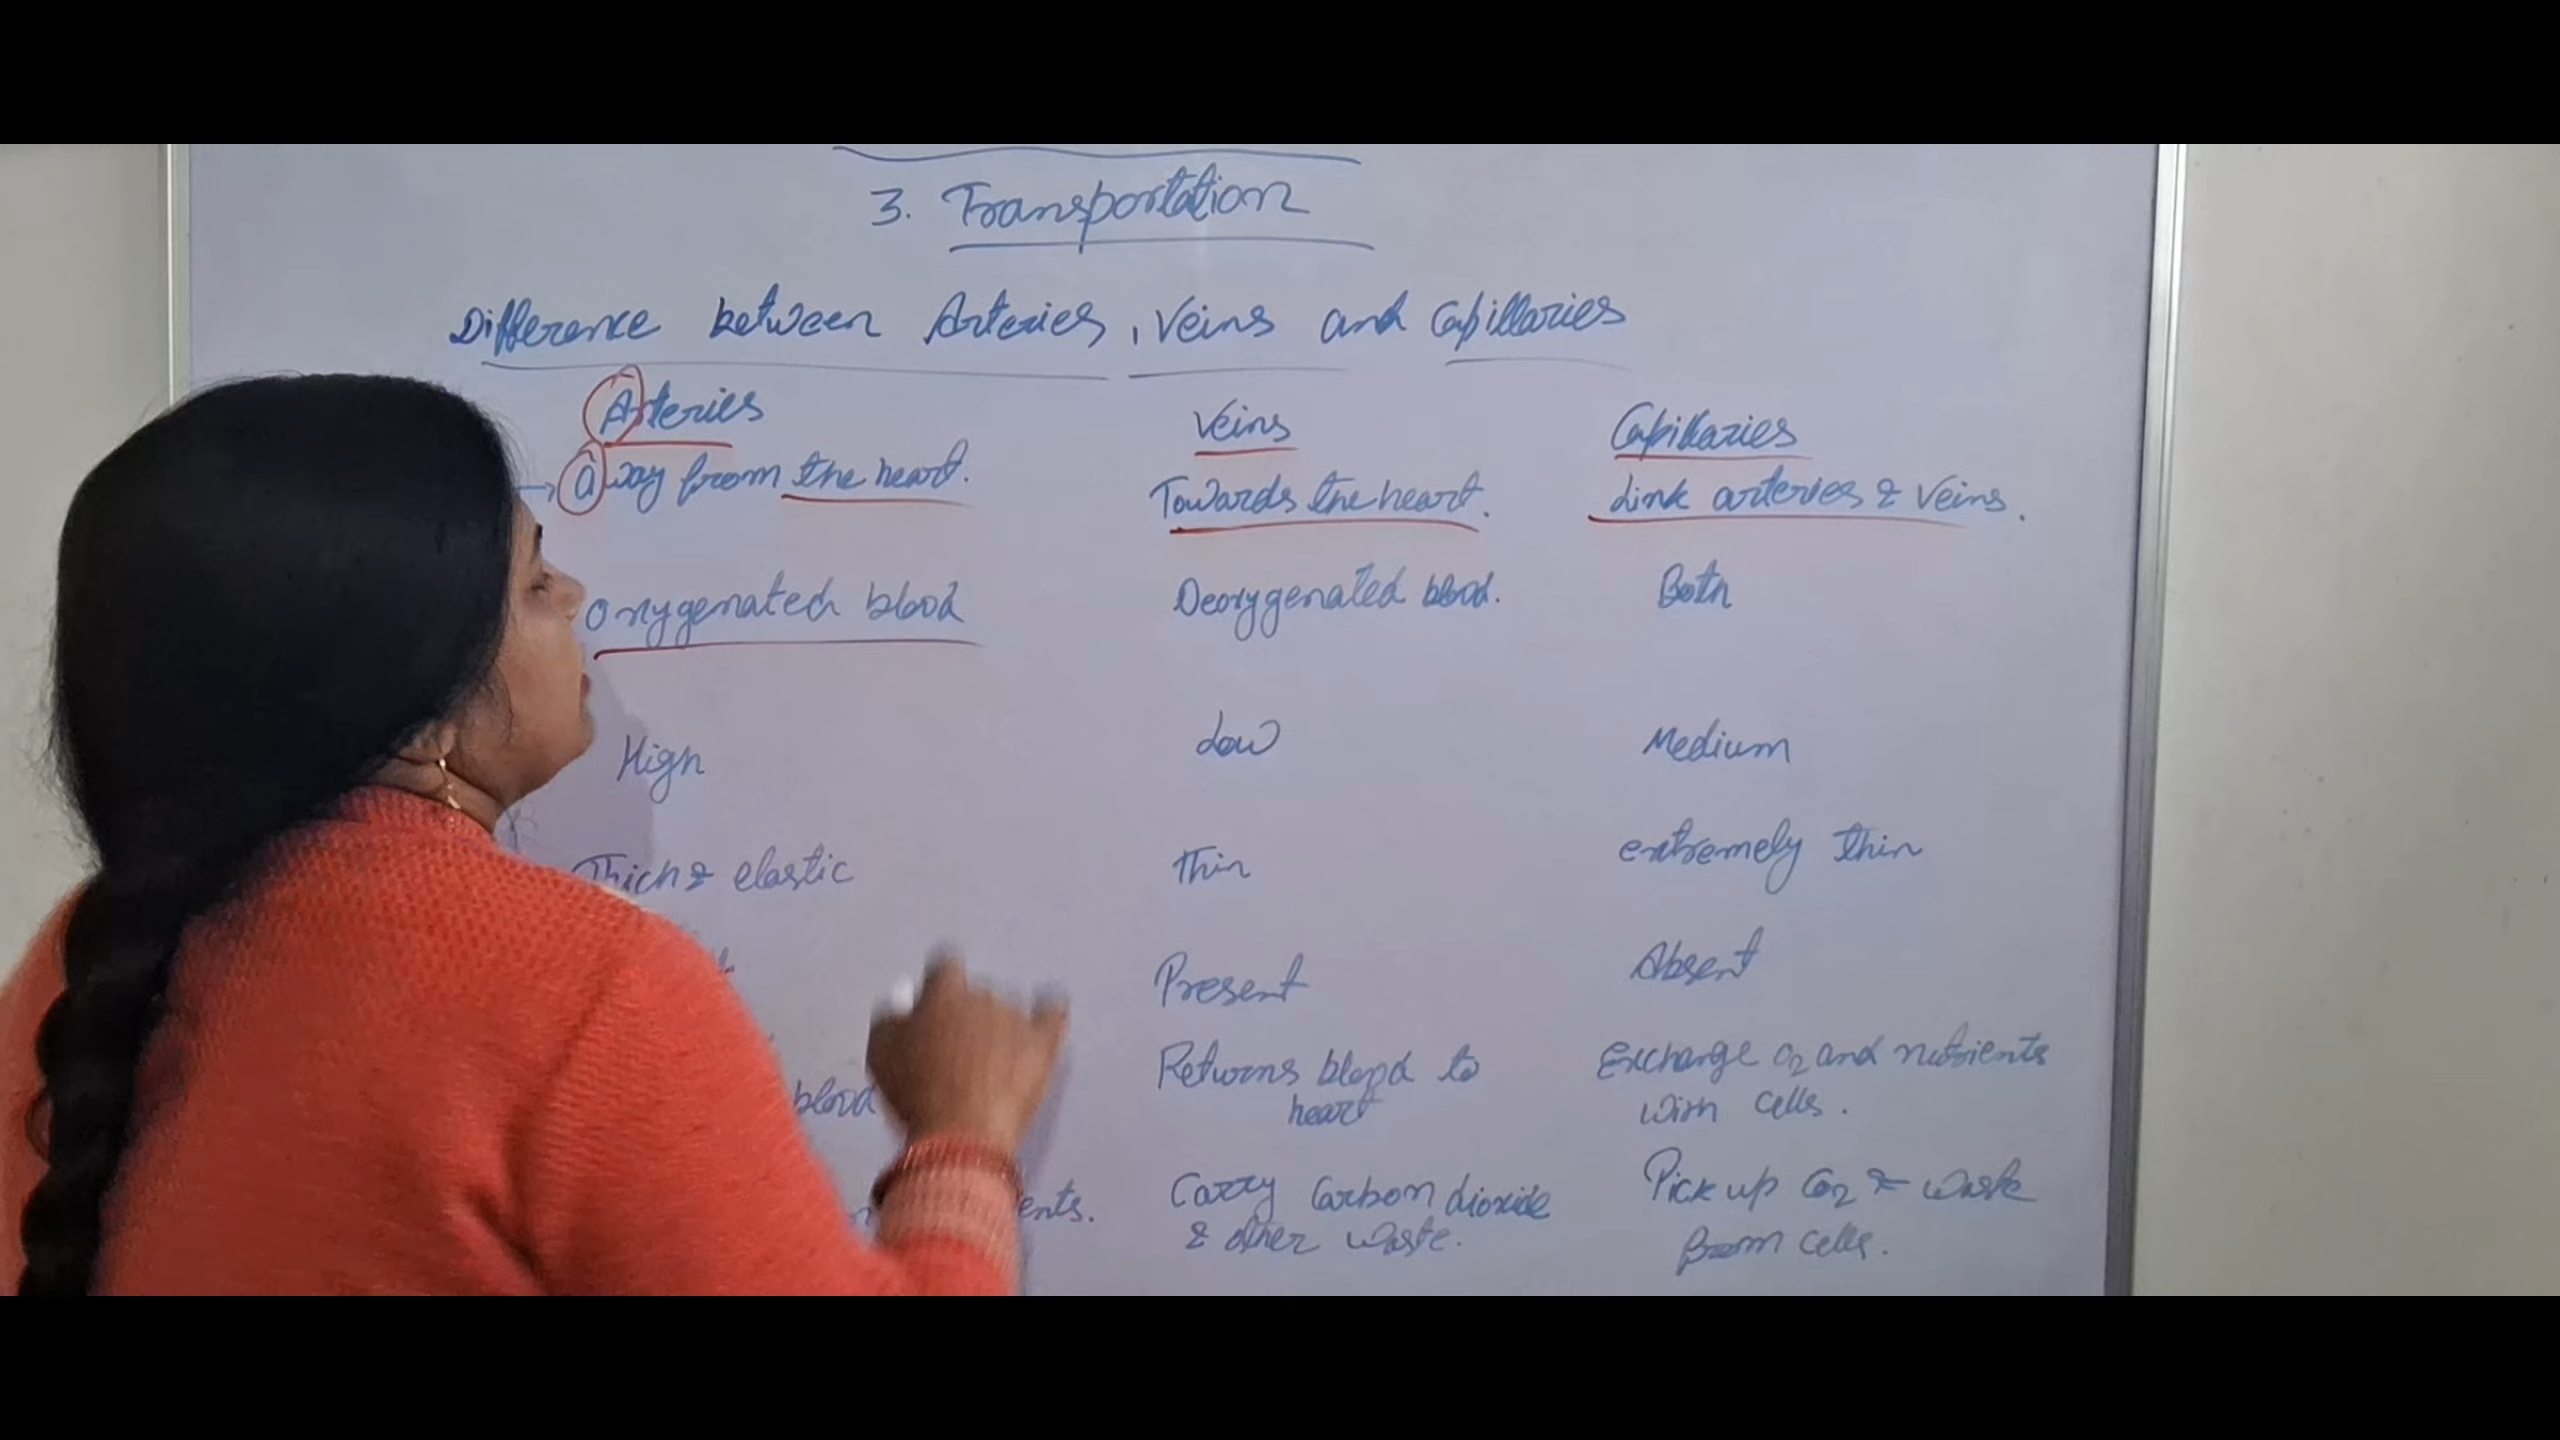 3. Transportation
Difference between Arteries, Veins and Capillaries
Arteries Veins Capillaries
Away from the heart. Towards the heart. Link arteries & Veins.
Oxygenated blood Deoxygenated blood. Both
High Low Medium
Thick & elastic Thin extremely thin
Present Absent
Returns blood to Exchange O2 and nutrients
blood heart with cells.
Carry Carbon dioxide Pick up CO2 & waste
& other waste. from cells.